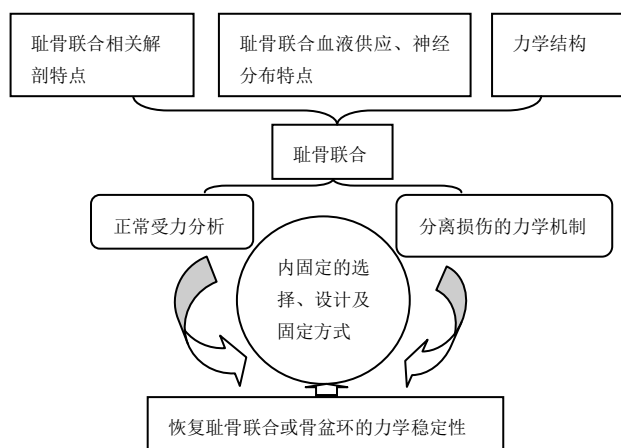 耻骨联合相关解
剖特点
耻骨联合血液供应、神经
分布特点
力学结构
耻骨联合
正常受力分析
分离损伤的力学机制
内固定的选
择、设计及
固定方式
恢复耻骨联合或骨盆环的力学稳定性